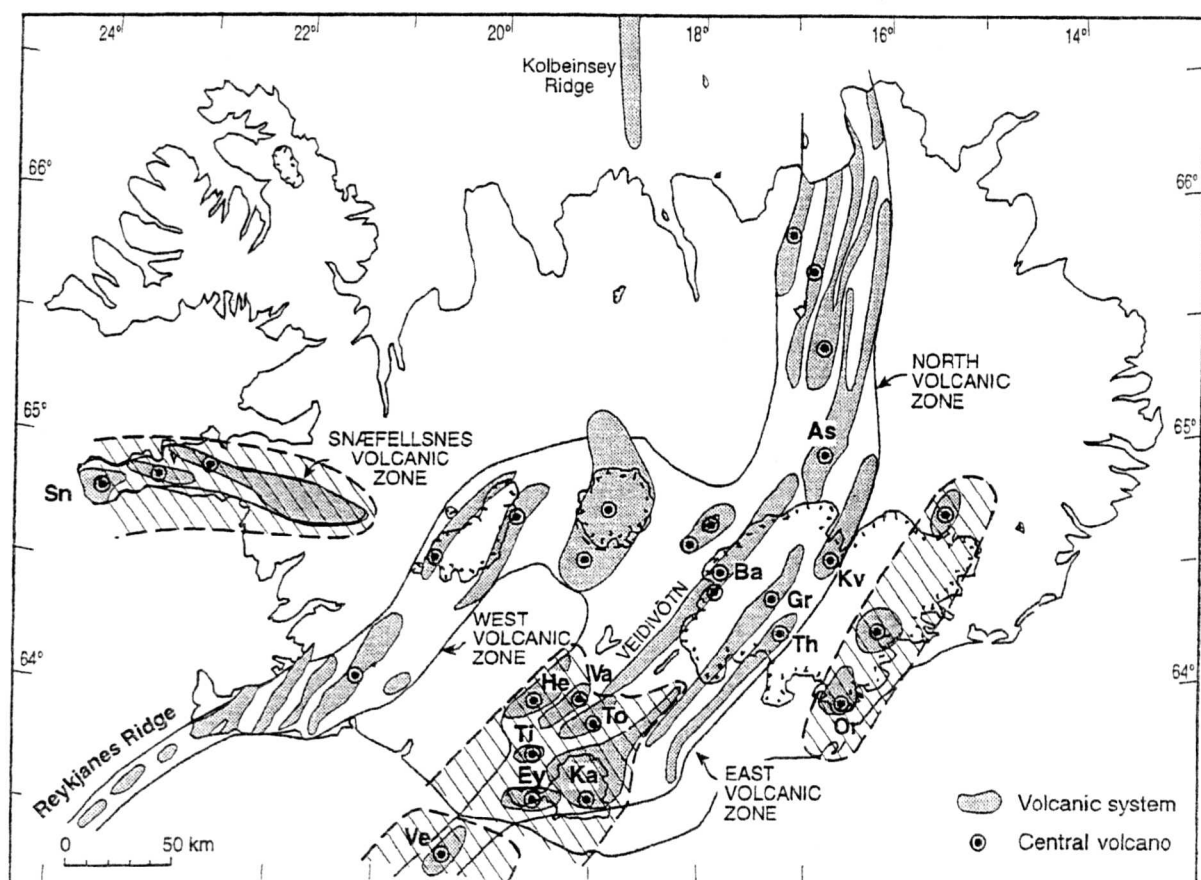 24° 22° 20° 18° 16° 14°
Kolbeinsey
Ridge
66° 66°
NORTH
VOLCANIC
ZONE
65° 65°
SNÆFELLSNES
VOLCANIC
ZONE
As
Sn
Ba
Kv
Gr
VEIDIVÖTN
Th
WEST
VOLCANIC
ZONE
64° 64°
He
Va
To
Or
Ti
Ey
Ka
Reykjanes Ridge
EAST
VOLCANIC
ZONE
Ve
0 50 km
Volcanic system
Central volcano